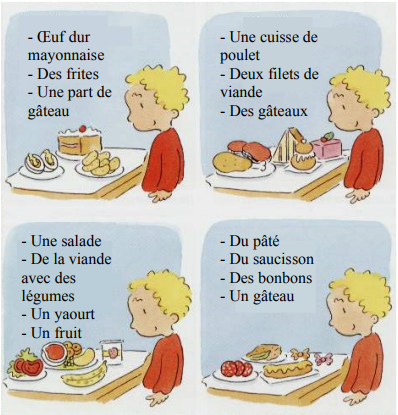 - Œuf dur
mayonnaise
- Des frites
- Une part de
gâteau
- Une cuisse de
poulet
- Deux filets de
viande
- Des gâteaux
- Une salade
- De la viande
avec des
légumes
- Un yaourt
- Un fruit
- Du pâté
- Du saucisson
- Des bonbons
- Un gâteau